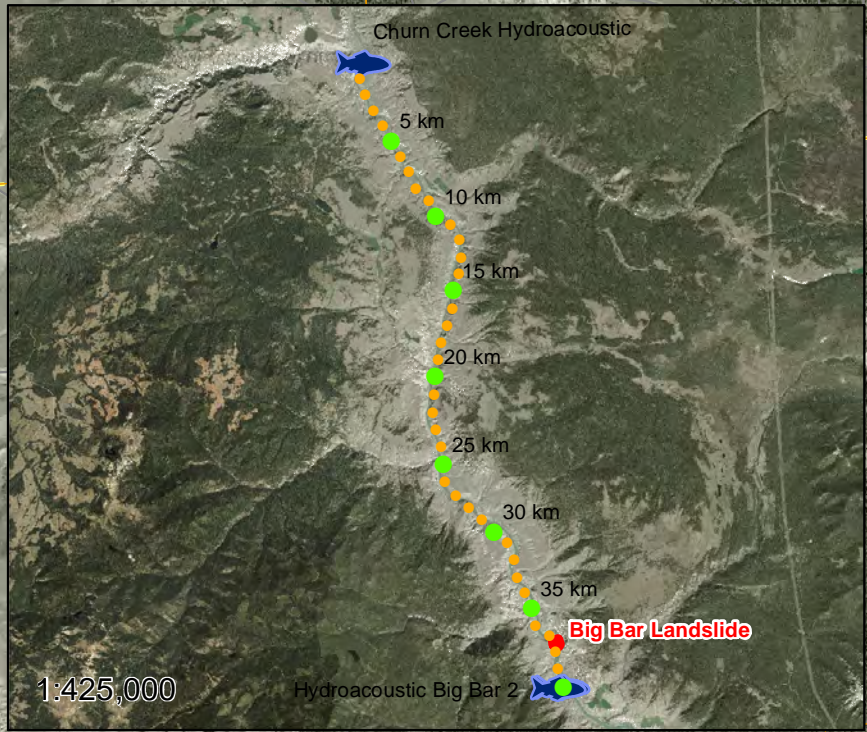 Churn Creek Hydroacoustic
5 km
10 km
15 km
20 km
25 km
30 km
35 km
Big Bar Landslide
1:425,000
Hydroacoustic Big Bar 2